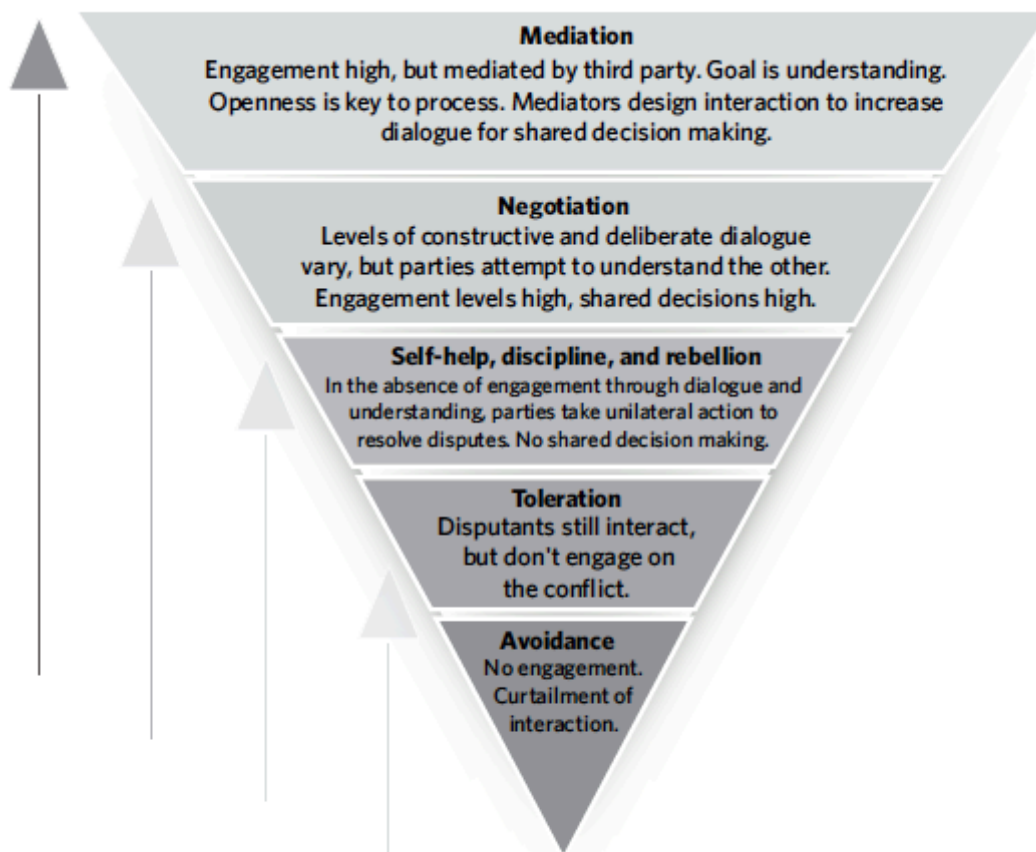 Mediation
Engagement high, but mediated by third party. Goal is understanding.
Openness is key to process. Mediators design interaction to increase
dialogue for shared decision making.
Negotiation
Levels of constructive and deliberate dialogue
vary, but parties attempt to understand the other.
Engagement levels high, shared decisions high.
Self-help, discipline, and rebellion
In the absence of engagement through dialogue and
understanding, parties take unilateral action to
resolve disputes. No shared decision making.
Toleration
Disputants still interact,
but don't engage on
the conflict.
Avoidance
No engagement.
Curtailment of
interaction.